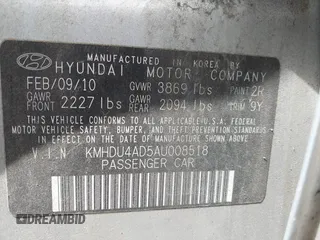 MANUFACTURED IN KOREA BY
HYUNDAI MOTOR COMPANY
FEB/09/10 GVWR 3869 lbs PAINT 2R
GAWR FRONT 2227 lbs GAWR REAR 2094 lbs TRIM 9Y
THIS VEHICLE CONFORMS TO ALL APPLICABLE FEDERAL MOTOR
VEHICLE SAFETY, BUMPER, AND THEFT PREVENTION STANDARDS
IN EFFECT ON THE DATE OF MANUFACTURE SHOWN ABOVE.
V.I.N KMHDU4AD5AU008518
PASSENGER CAR
DREAMBID